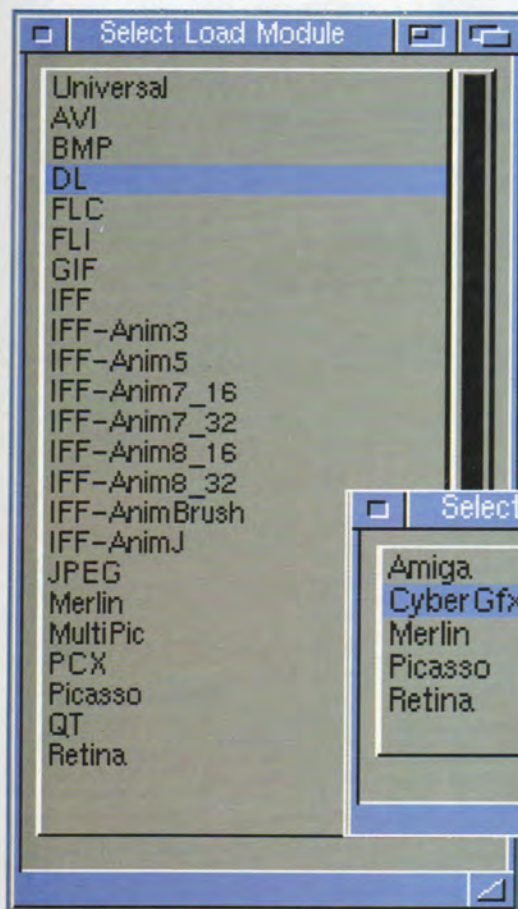 Select Load Module
Universal
AVI
BMP
DL
FLC
FLI
GIF
IFF
IFF-Anim3
IFF-Anim5
IFF-Anim7_16
IFF-Anim7_32
IFF-Anim8_16
IFF-Anim8_32
IFF-AnimBrush
IFF-AnimJ
JPEG
Merlin
MultiPic
PCX
Picasso
QT
Retina
Select
Amiga
CyberGfx
Merlin
Picasso
Retina